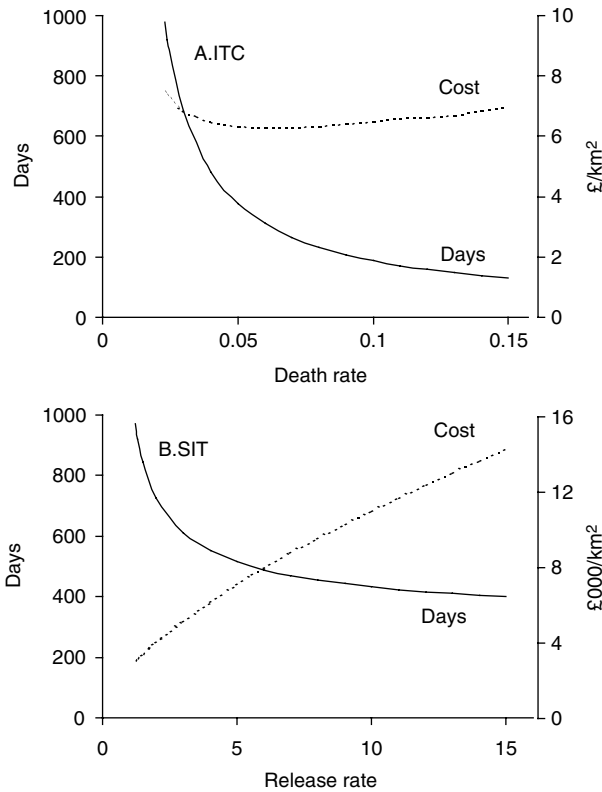 1000
800
600
400
200
0
Days
A.ITC
Cost
Days
10
8
6
4
2
0
£/km²
0
0.05
0.1
0.15
Death rate
1000
800
600
400
200
0
Days
B.SIT
Cost
Days
16
12
8
4
0
£000/km²
0
5
10
15
Release rate